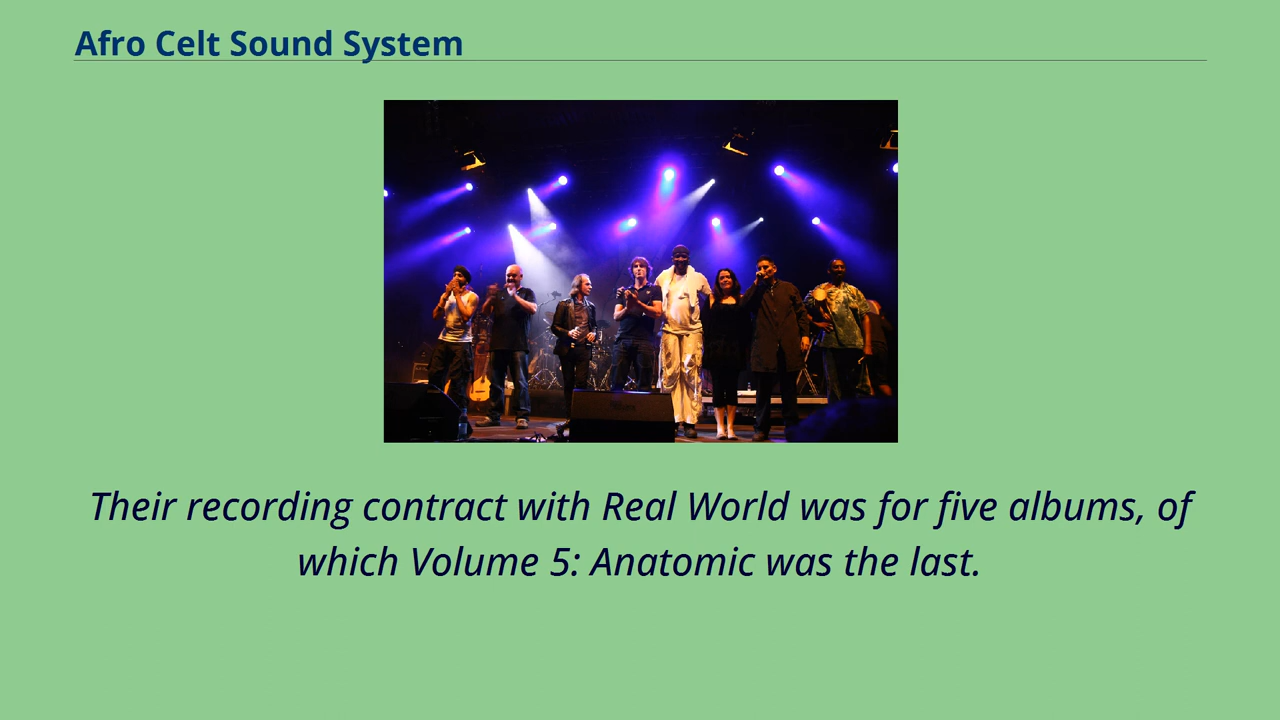 Afro Celt Sound System
Their recording contract with Real World was for five albums, of
which Volume 5: Anatomic was the last.